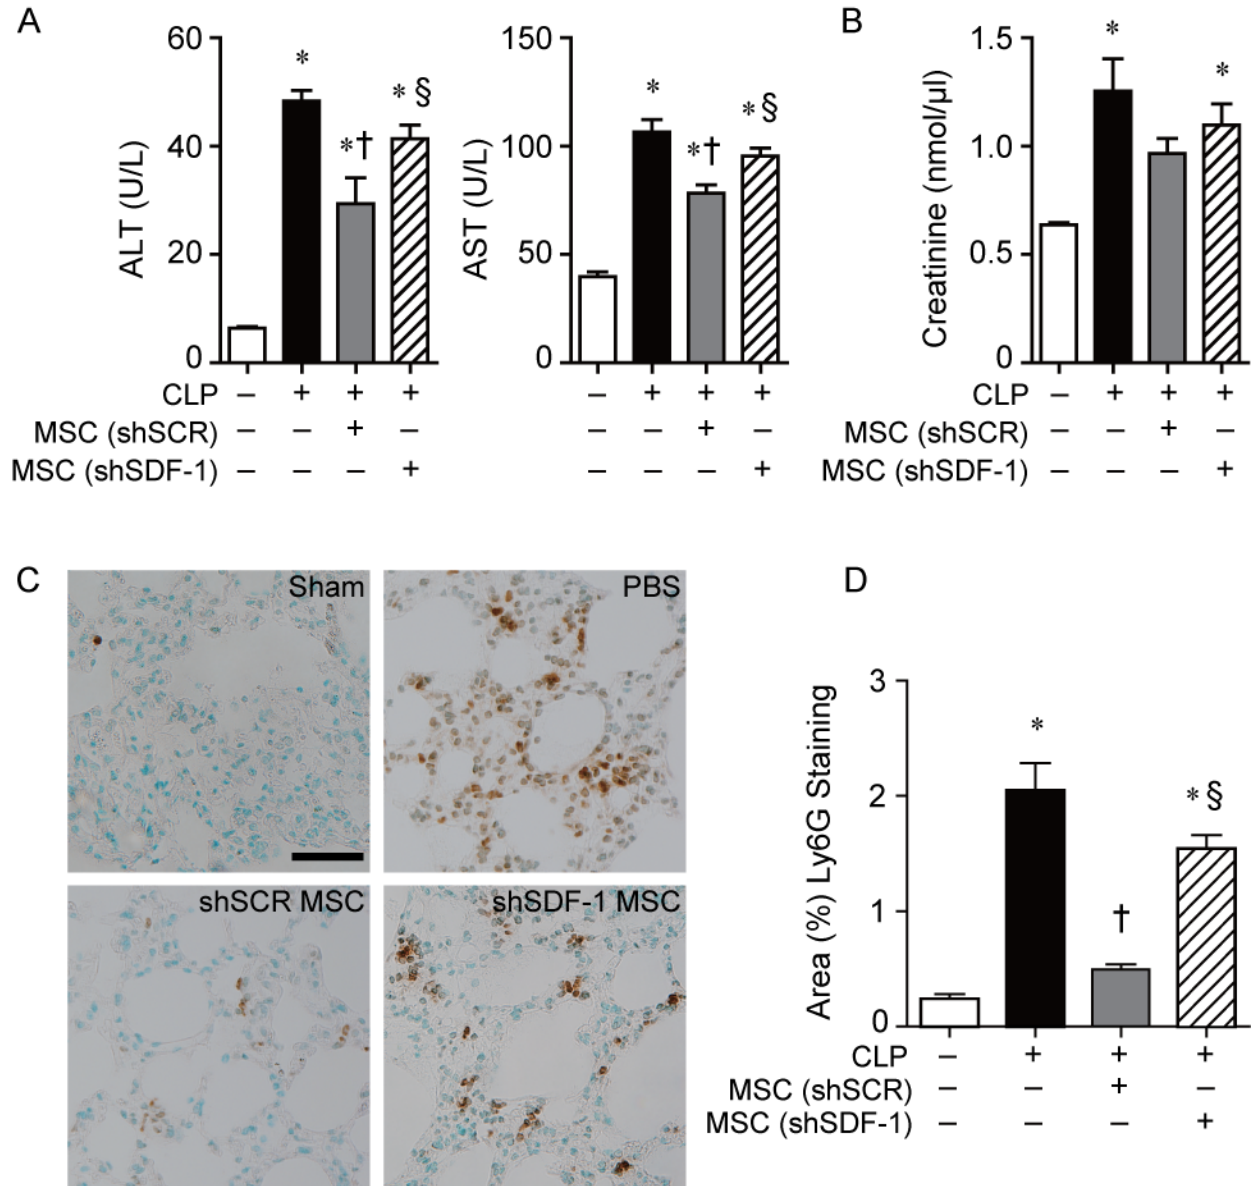 A
60
40
20
0
ALT (U/L)
*
*†
* §
CLP – + + +
MSC (shSCR) – – + –
MSC (shSDF-1) – – – +
150
100
50
0
AST (U/L)
*
*†
*§
– + + +
– – + –
– – – +
B
1.5
1.0
0.5
0
Creatinine (nmol/µl)
*
*
CLP – + + +
MSC (shSCR) – – + –
MSC (shSDF-1) – – – +
C
Sham
PBS
shSCR MSC
shSDF-1 MSC
D
3
2
1
0
Area (%) Ly6G Staining
*
†
*§
CLP – + + +
MSC (shSCR) – – + –
MSC (shSDF-1) – – – +